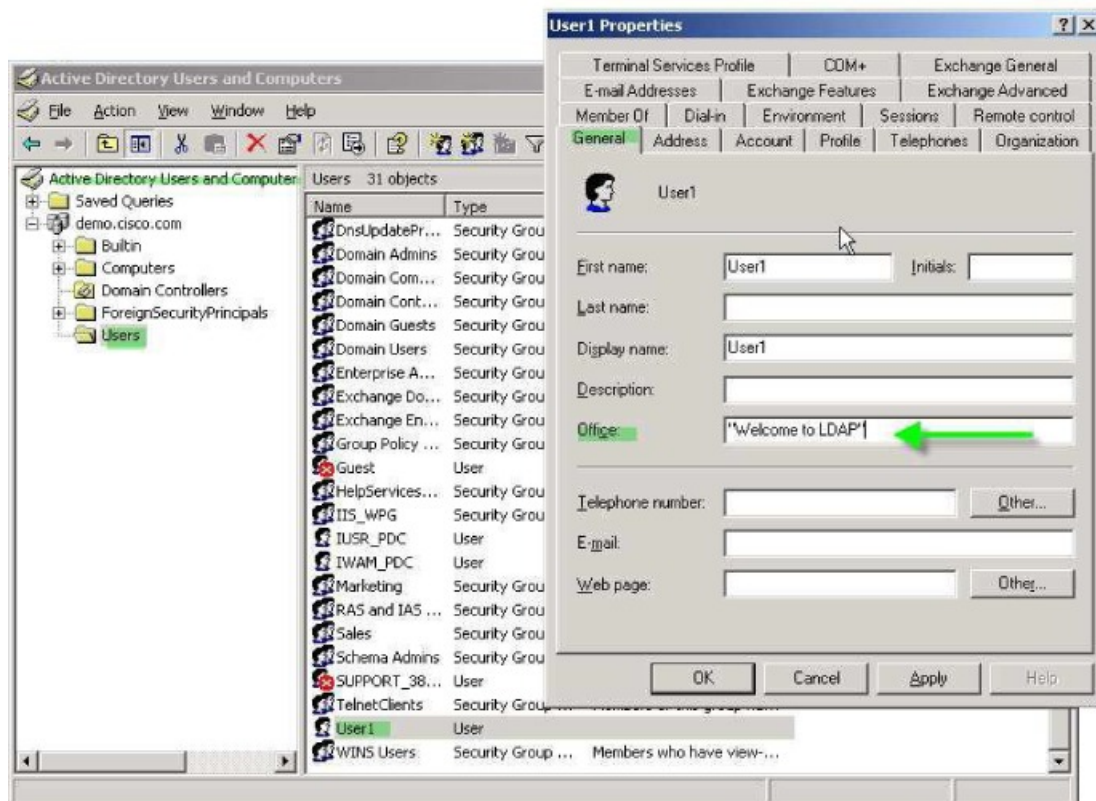 Active Directory Users and Computers
File Action View Window Help
Active Directory Users and Computer
Saved Queries
demo.cisco.com
Builtin
Computers
Domain Controllers
ForeignSecurityPrincipals
Users
Users 31 objects
Name Type
DnsUpdatePr... Security Grou
Domain Admins Security Grou
Domain Com... Security Grou
Domain Cont... Security Grou
Domain Guests Security Grou
Domain Users Security Grou
Enterprise A... Security Grou
Exchange Do... Security Grou
Exchange En... Security Grou
Group Policy ... Security Grou
Guest User
HelpServices... Security Grou
IIS_WPG Security Grou
IUSR_PDC User
IWAM_PDC User
Marketing Security Grou
RAS and IAS ... Security Grou
Sales Security Grou
Schema Admins Security Grou
SUPPORT_38... User
TelnetClients Security Group ...
User1 User
WINS Users Security Group ... Members who have view-...
User1 Properties
Terminal Services Profile COM+ Exchange General
E-mail Addresses Exchange Features Exchange Advanced
Member Of Dial-in Environment Sessions Remote control
General Address Account Profile Telephones Organization
User1
First name: User1 Initials:
Last name:
Display name: User1
Description:
Office: "Welcome to LDAP"
Telephone number: Other...
E-mail:
Web page: Other...
OK Cancel Apply Help